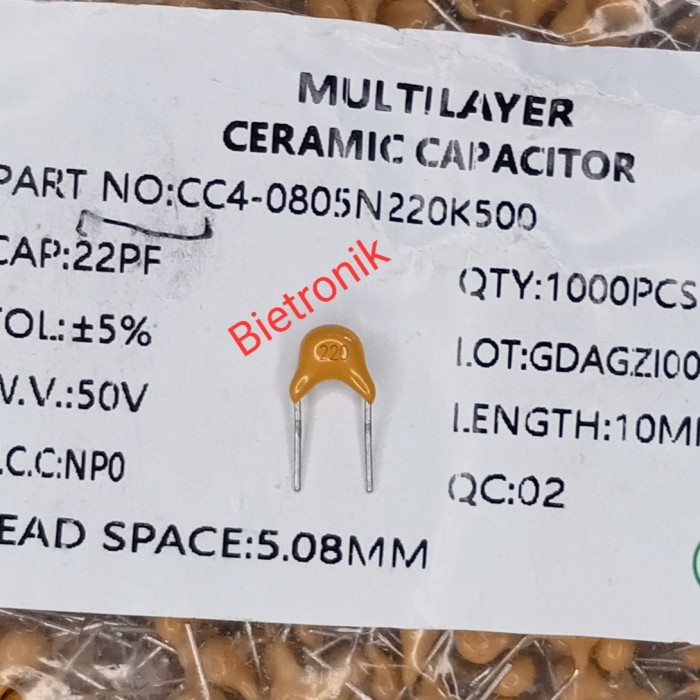 MULTILAYER
CERAMIC CAPACITOR
PART NO:CC4-0805N220K500
CAP:22PF
QTY:1000PCS
OL.:±5%
LOT:GDAGZI00
V.V.:50V
LENGTH:10M
.C.C:NP0
QC:02
EAD SPACE:5.08MM
Bietronik
220